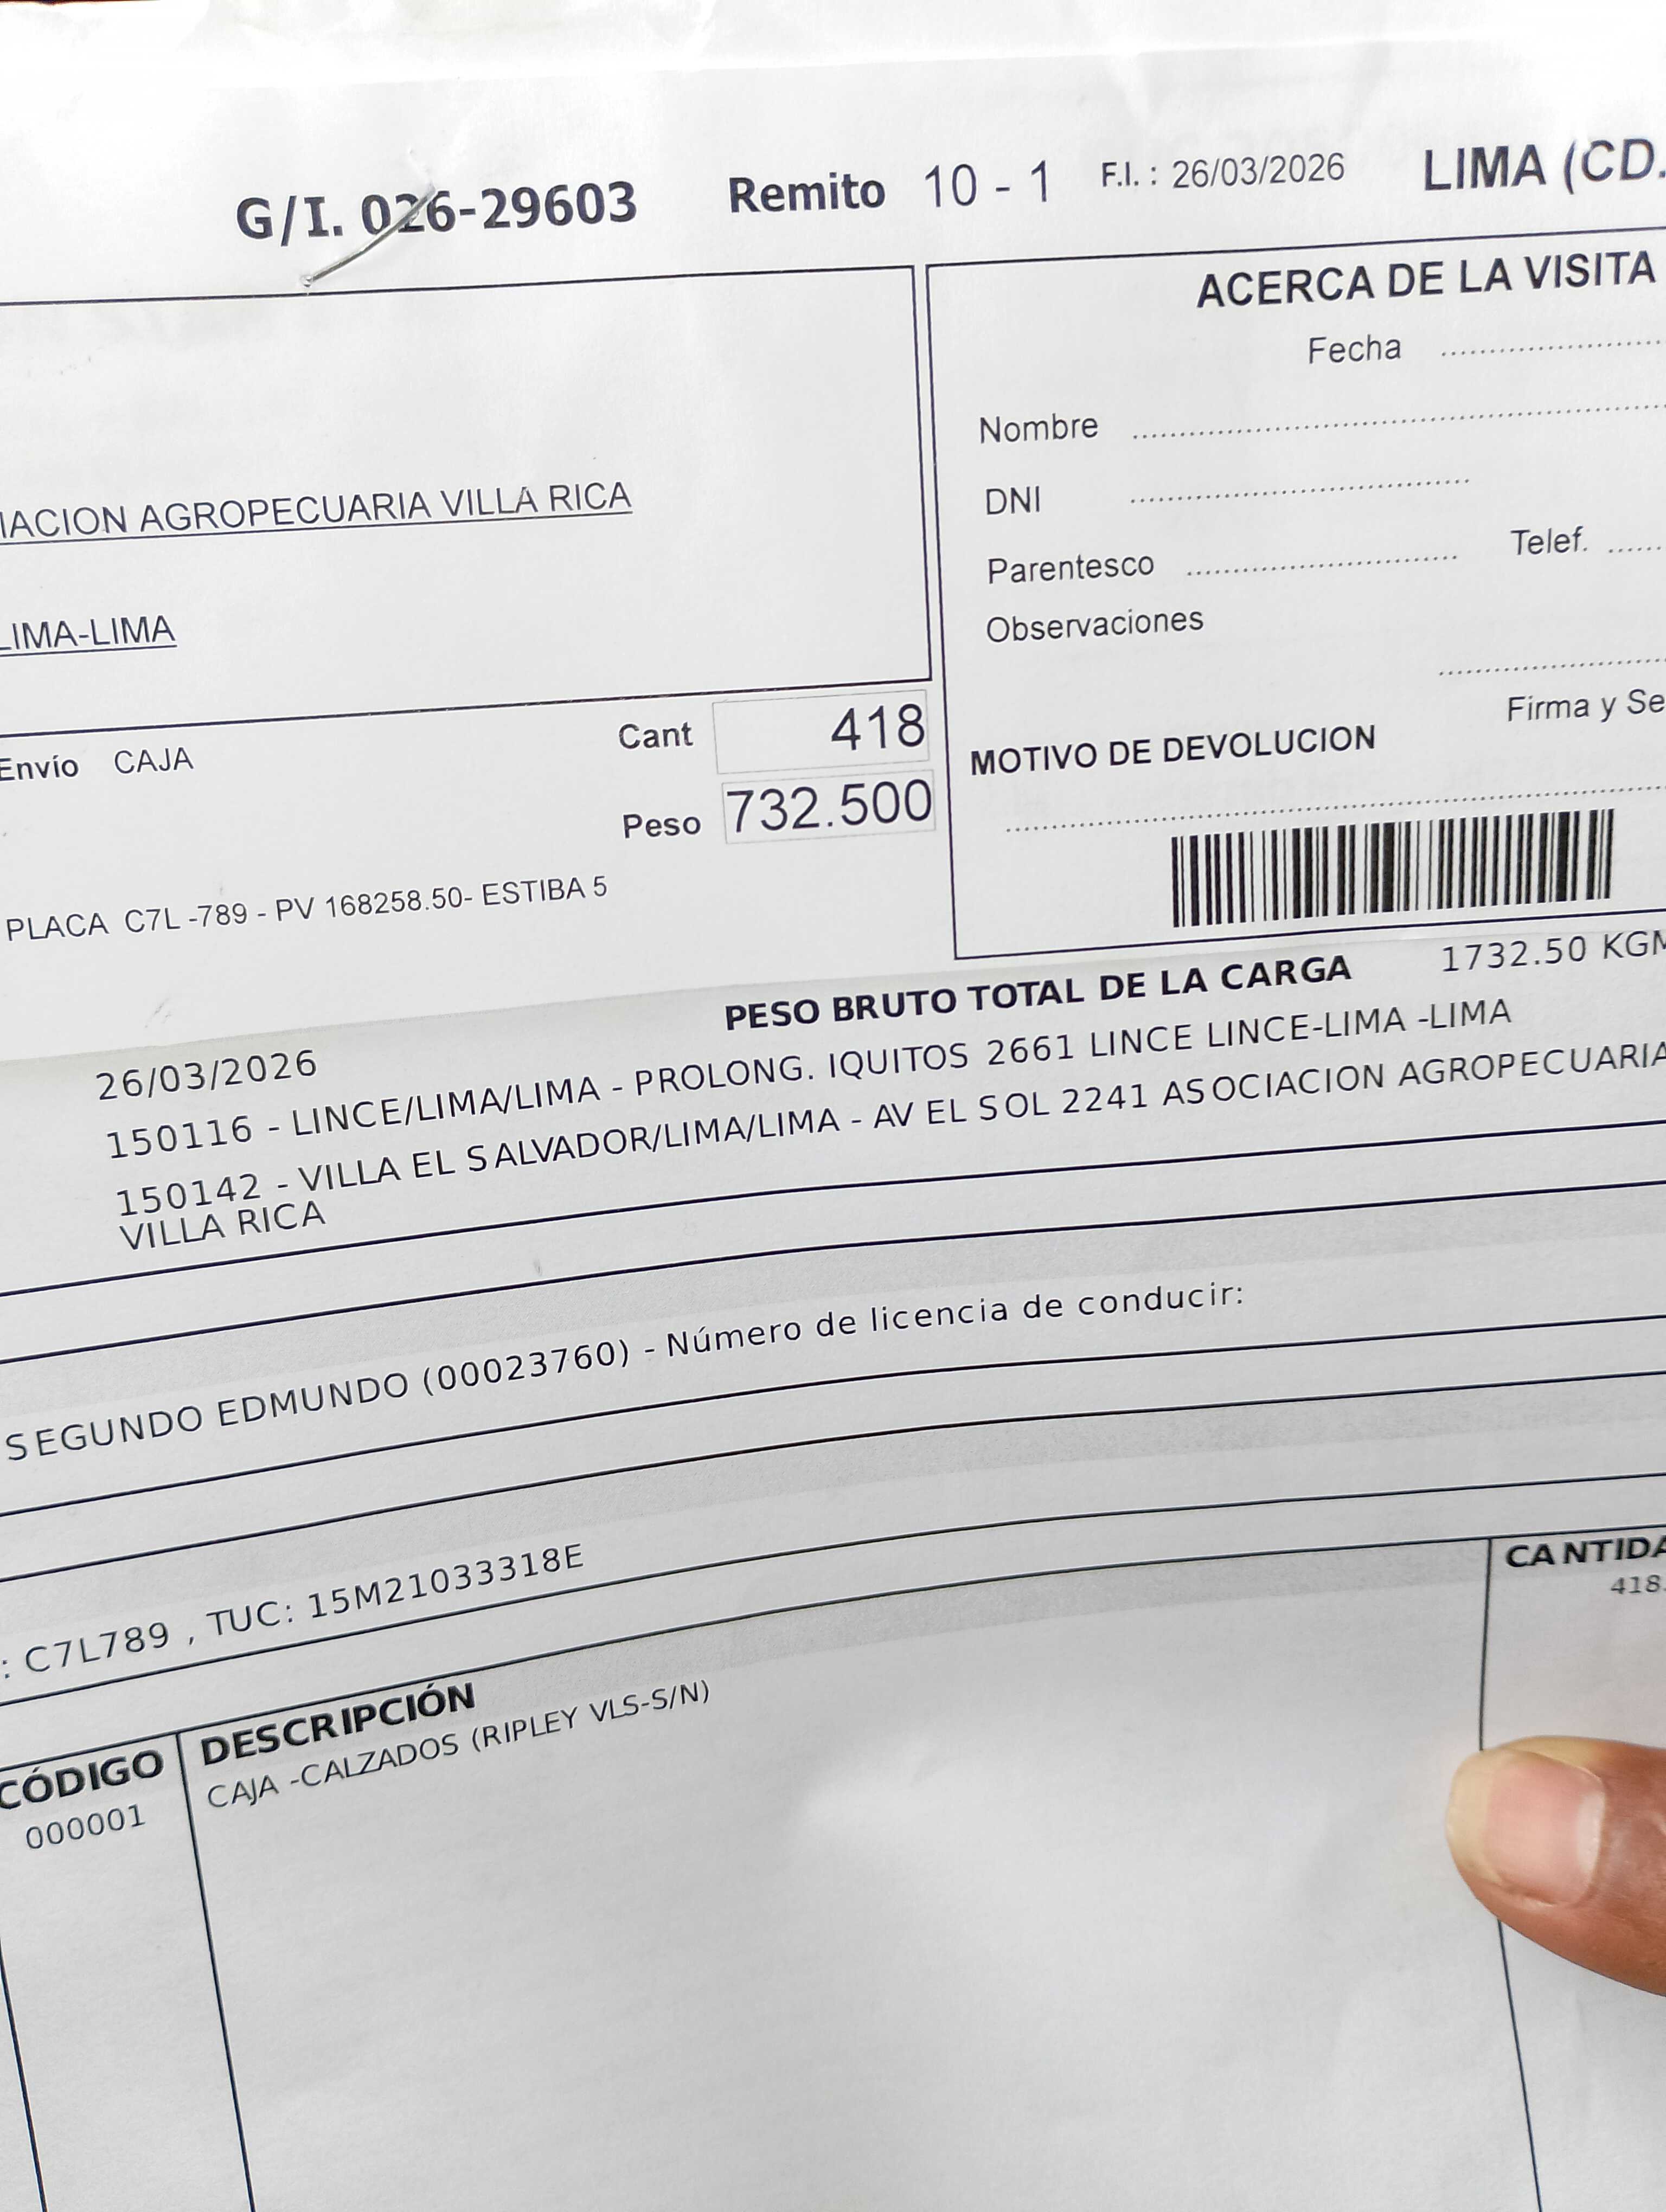 G/I. 026-29603 Remito 10 - 1 F.I. : 26/03/2026 LIMA (CD.
ACERCA DE LA VISITA
Fecha
Nombre
IACION AGROPECUARIA VILLA RICA
DNI
Parentesco Telef.
LIMA-LIMA
Observaciones
Firma y Se
Envío CAJA
Cant 418
MOTIVO DE DEVOLUCION
Peso 732.500
PLACA C7L -789 - PV 168258.50- ESTIBA 5
PESO BRUTO TOTAL DE LA CARGA 1732.50 KGM
26/03/2026
150116 - LINCE/LIMA/LIMA - PROLONG. IQUITOS 2661 LINCE LINCE-LIMA -LIMA
150142 - VILLA EL SALVADOR/LIMA/LIMA - AV EL SOL 2241 ASOCIACION AGROPECUARIA
VILLA RICA
SEGUNDO EDMUNDO (00023760) - Número de licencia de conducir:
: C7L789 , TUC: 15M21033318E
CÓDIGO DESCRIPCIÓN CANTIDA
000001 CAJA -CALZADOS (RIPLEY VLS-S/N) 418.